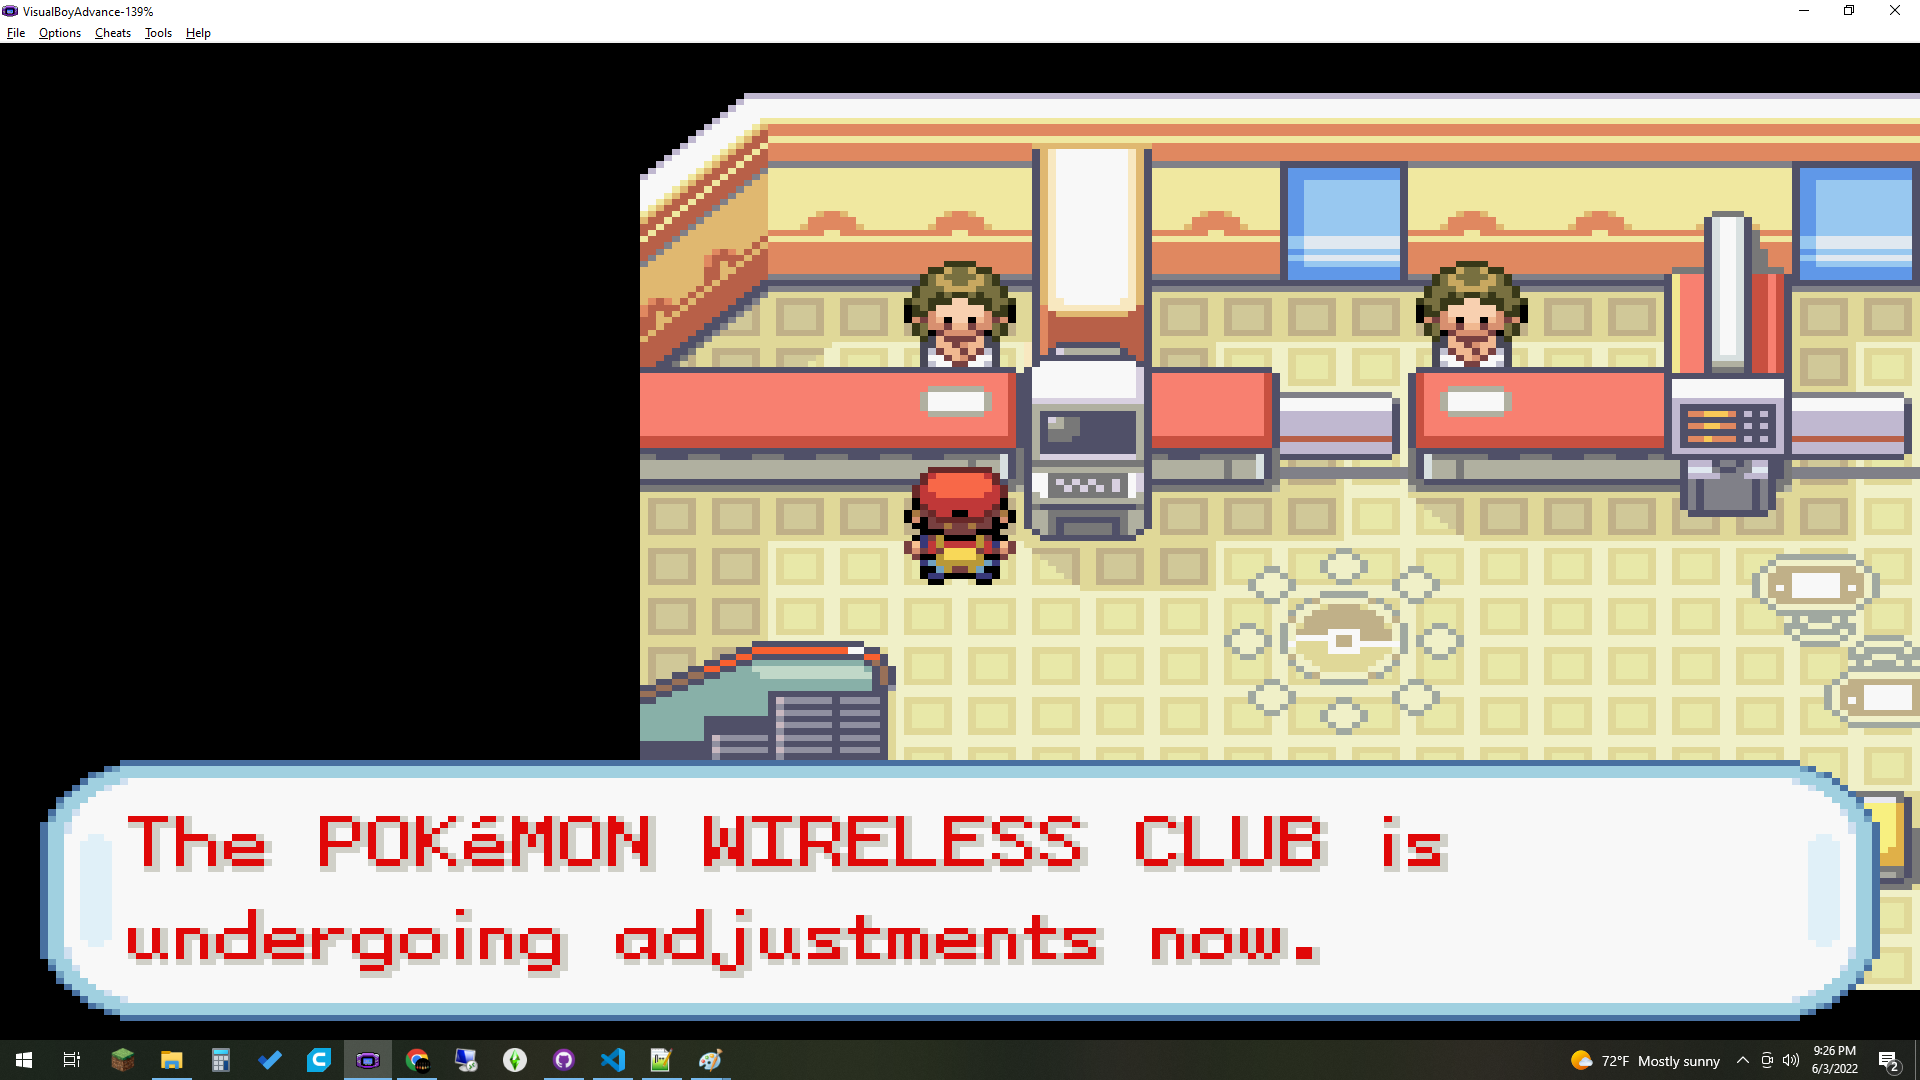 VisualBoyAdvance-139%
File Options Cheats Tools Help
The POKéMON WIRELESS CLUB is
undergoing adjustments now.
72°F Mostly sunny
9:26 PM
6/3/2022
2